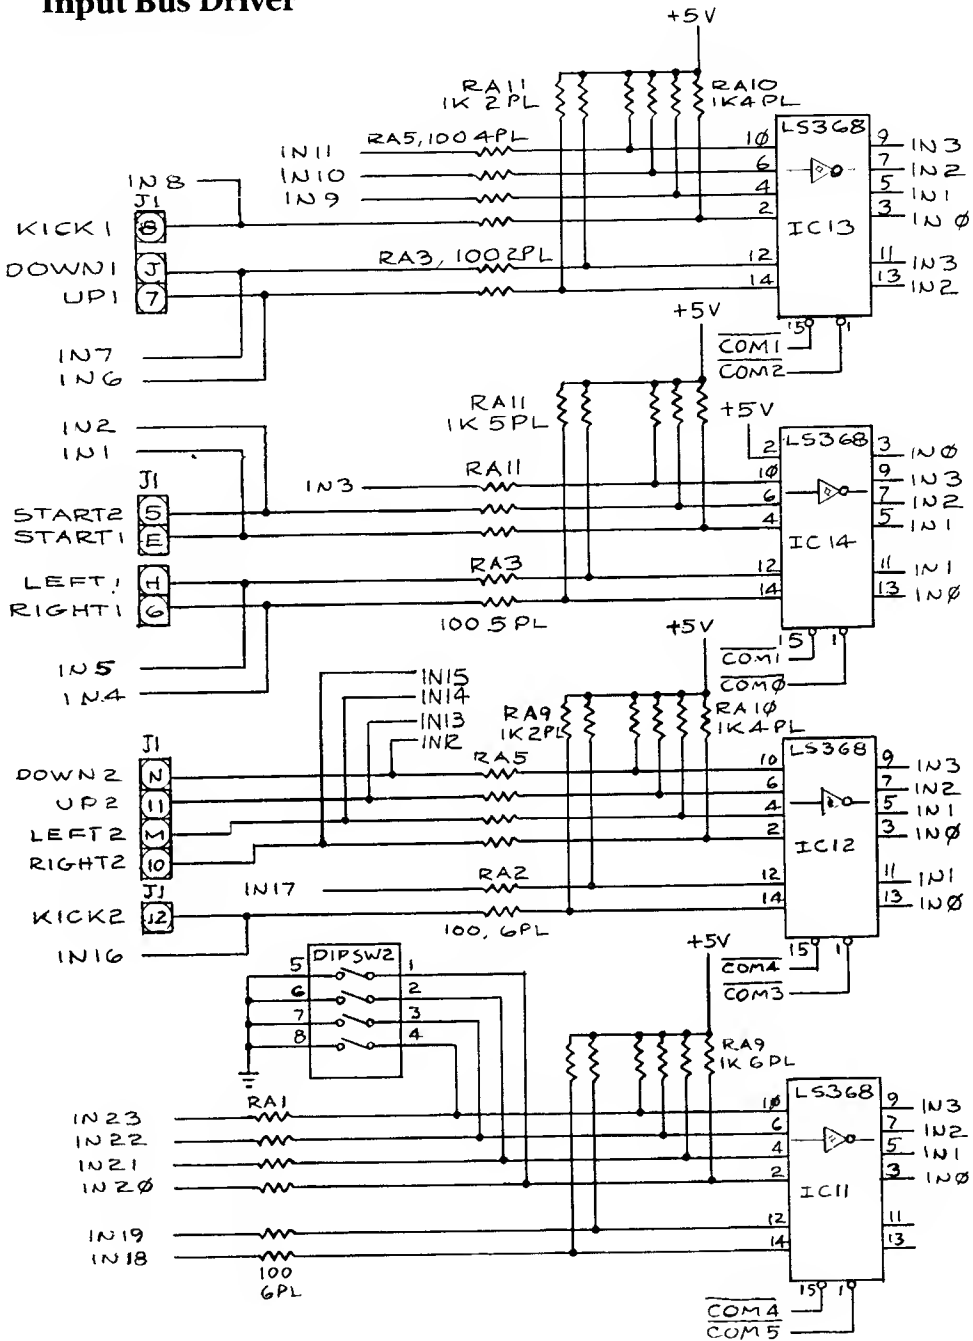 Input Bus Driver
+5V
RA11
1K 2PL
RA10
1K4PL
RA5,100 4PL
IN11
IN10
IN9
IN8
J1
KICK1 8
DOWN1 J
UP1 7
RA3, 100 2PL
IN7
IN6
LS368
IC13
10 9 IN3
6 7 IN2
4 5 IN1
2 3 INØ
12 11 IN3
14 13 IN2
15 1
COM1
COM2
+5V
RA11
1K 5PL
+5V
IN2
IN1
RA11
IN3
J1
START2 5
START1 E
LEFT1 H
RIGHT1 6
RA3
100 5PL
IN5
IN4
LS368
IC14
2 3 INØ
1Ø 9 IN3
6 7 IN2
4 5 IN1
12 11 IN1
14 13 INØ
15 1
COM1
COMØ
+5V
IN15
IN14
IN13
IN12
RA9
1K2PL
RA1Ø
1K4PL
J1
DOWN2 N
UP2 11
LEFT2 M
RIGHT2 10
J1
KICK2 12
RA5
IN17
RA2
100, 6PL
IN16
LS368
IC12
10 9 IN3
6 7 IN2
4 5 IN1
2 3 INØ
12 11 IN1
14 13 INØ
15 1
COM4
COM3
+5V
DIPSW2
5 1
6 2
7 3
8 4
RA9
1K 6PL
RA1
IN23
IN22
IN21
IN2Ø
IN19
IN18
100
6PL
LS368
IC11
1Ø 9 IN3
6 7 IN2
4 5 IN1
2 3 INØ
12 11
14 13
15 1
COM4
COM5